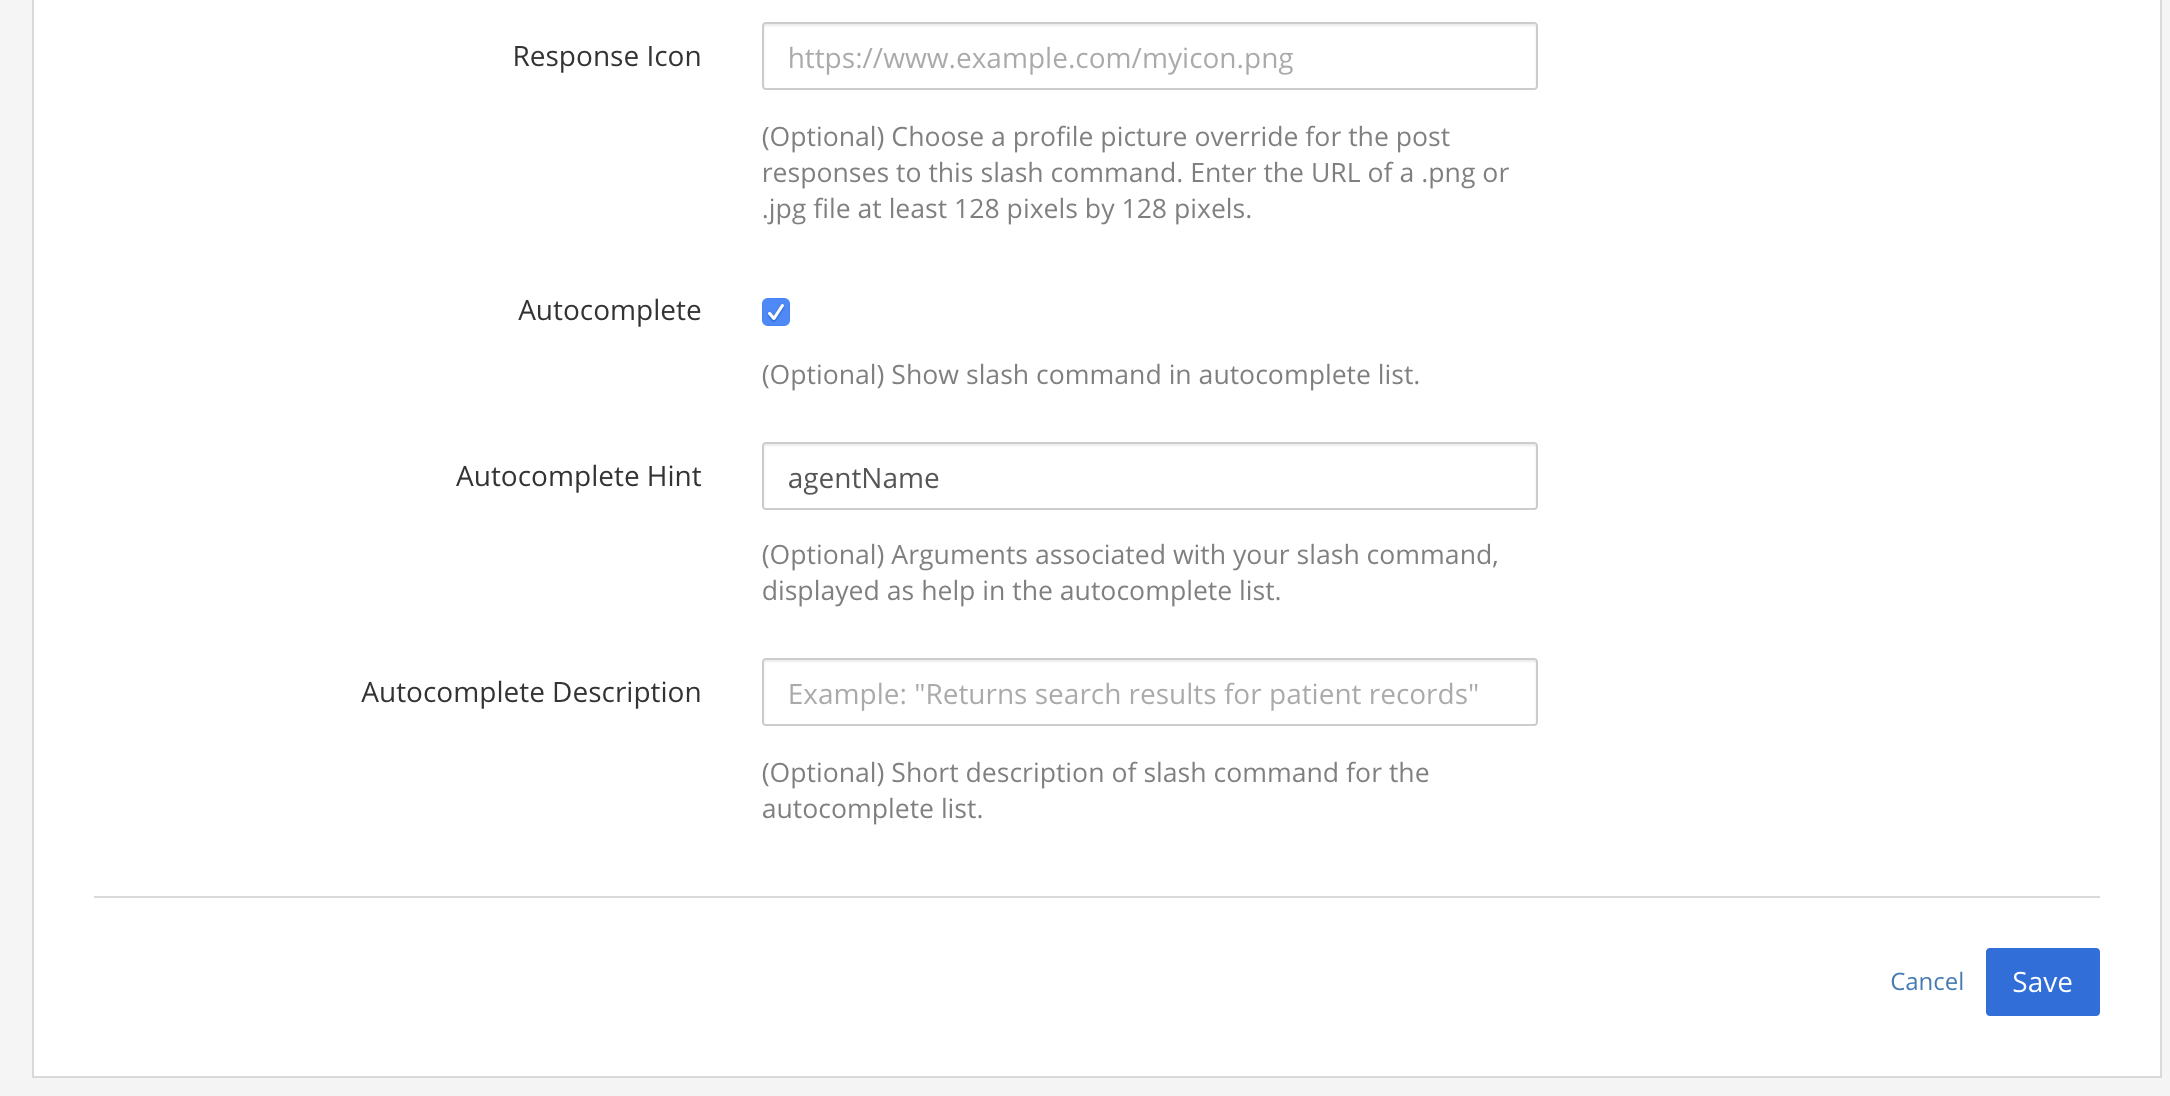 Response Icon
https://www.example.com/myicon.png
(Optional) Choose a profile picture override for the post
responses to this slash command. Enter the URL of a .png or
.jpg file at least 128 pixels by 128 pixels.
Autocomplete
(Optional) Show slash command in autocomplete list.
Autocomplete Hint
agentName
(Optional) Arguments associated with your slash command,
displayed as help in the autocomplete list.
Autocomplete Description
Example: "Returns search results for patient records"
(Optional) Short description of slash command for the
autocomplete list.
Cancel
Save